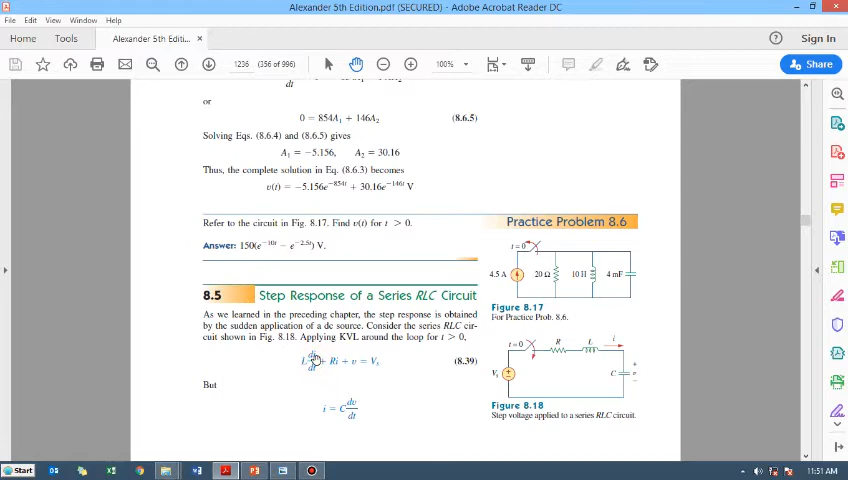 Alexander 5th Edition.pdf (SECURED) - Adobe Acrobat Reader DC
File Edit View Window Help
Home Tools Alexander 5th Editi... × Sign In
1236 (356 of 996) 100% Share
dt
or
0 = 854A₁ + 146A₂ (8.6.5)
Solving Eqs. (8.6.4) and (8.6.5) gives
A₁ = −5.156, A₂ = 30.16
Thus, the complete solution in Eq. (8.6.3) becomes
v(t) = −5.156e^−854t + 30.16e^−146t V
Refer to the circuit in Fig. 8.17. Find v(t) for t > 0.
Answer: 150(e^−10t − e^−2.5t) V.
Practice Problem 8.6
t = 0
4.5 A 20 Ω 10 H 4 mF
Figure 8.17
For Practice Prob. 8.6.
8.5 Step Response of a Series RLC Circuit
As we learned in the preceding chapter, the step response is obtained
by the sudden application of a dc source. Consider the series RLC cir-
cuit shown in Fig. 8.18. Applying KVL around the loop for t > 0,
L di/dt + Ri + v = Vs (8.39)
But
i = C dv/dt
t = 0 R L i
Vs C + v −
Figure 8.18
Step voltage applied to a series RLC circuit.
Start 11:51 AM